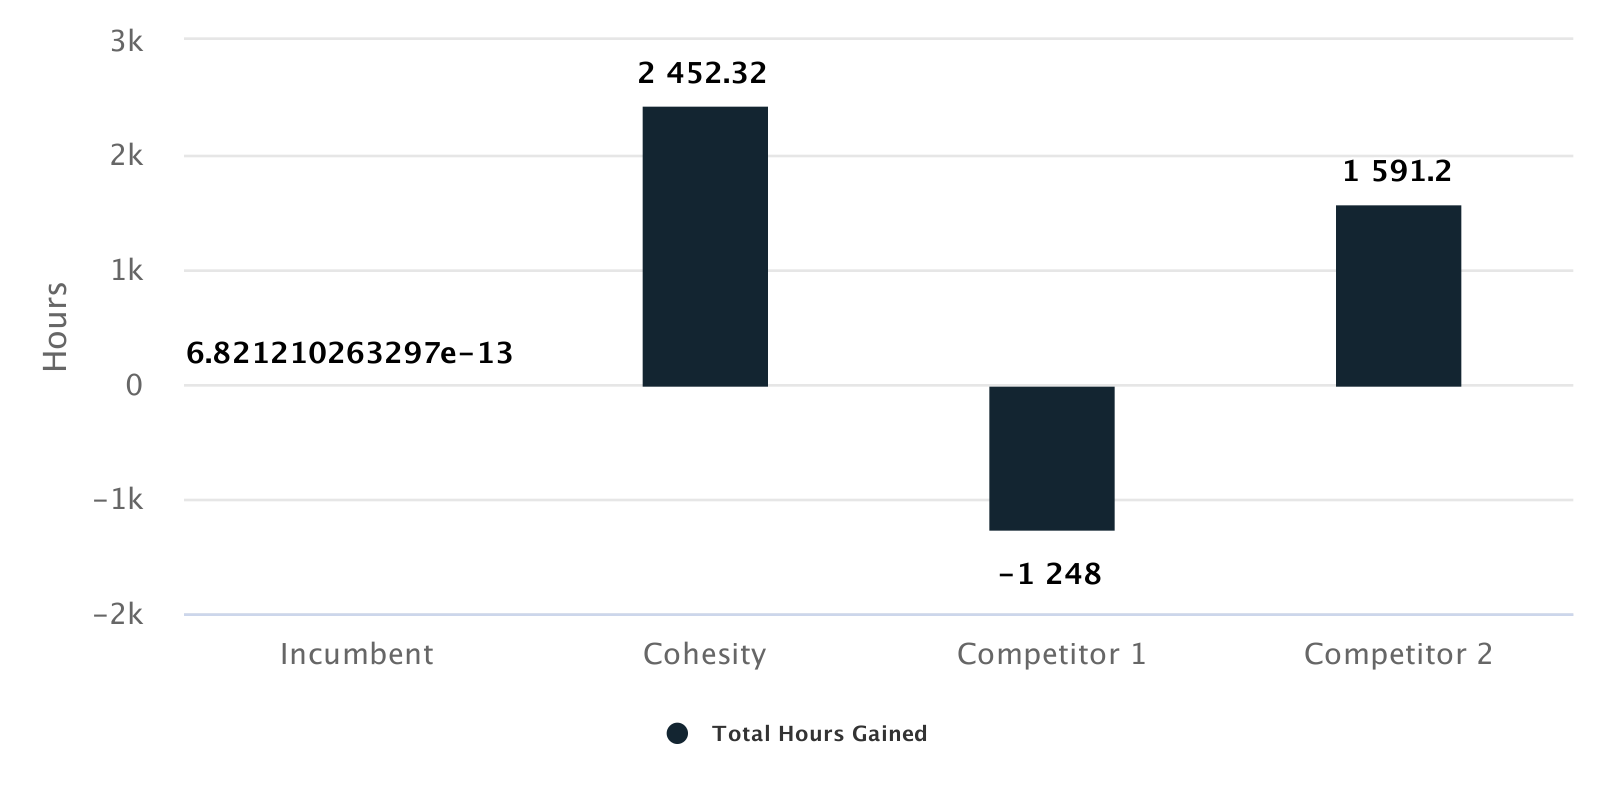 3k
2 452.32
2k
1 591.2
1k
Hours
6.821210263297e-13
0
-1k
-1 248
-2k
Incumbent Cohesity Competitor 1 Competitor 2
Total Hours Gained